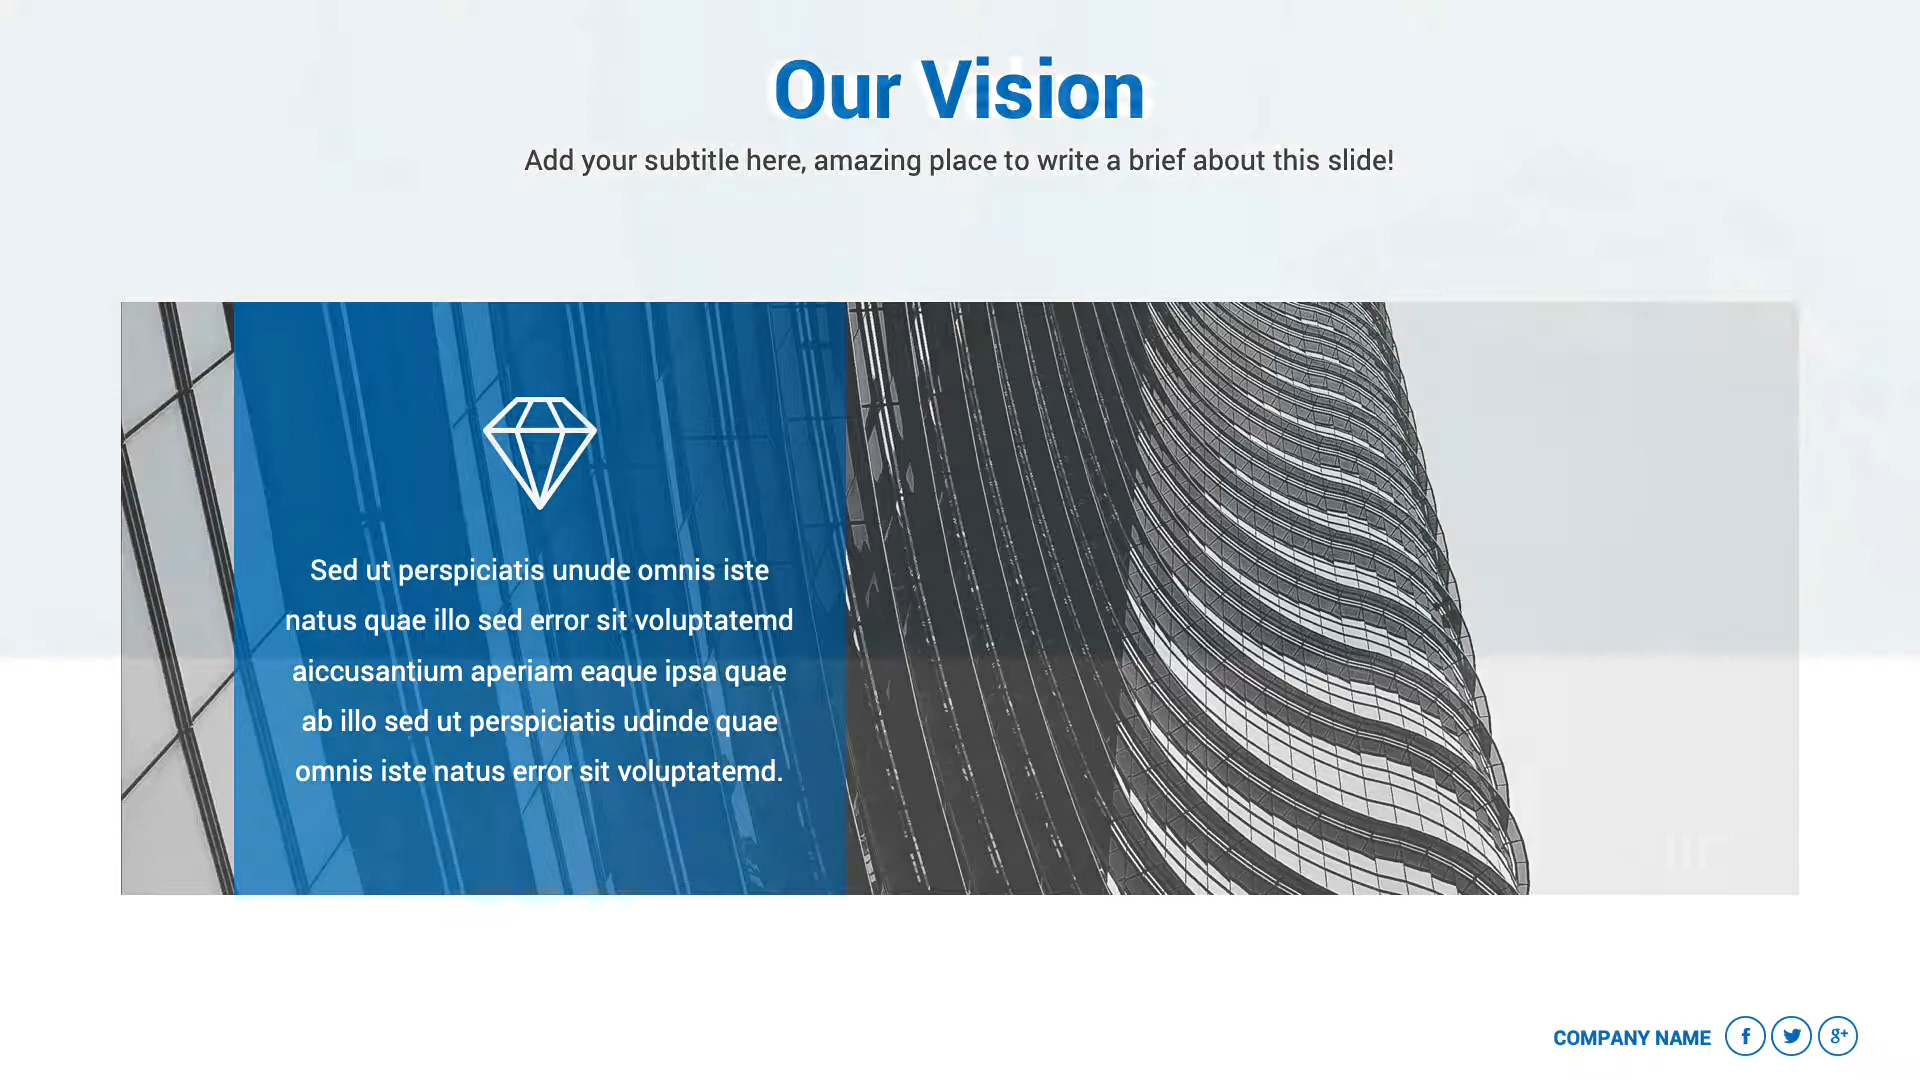 Our Vision
Add your subtitle here, amazing place to write a brief about this slide!
Sed ut perspiciatis unude omnis iste
natus quae illo sed error sit voluptatemd
aiccusantium aperiam eaque ipsa quae
ab illo sed ut perspiciatis udinde quae
omnis iste natus error sit voluptatemd.
COMPANY NAME f g+